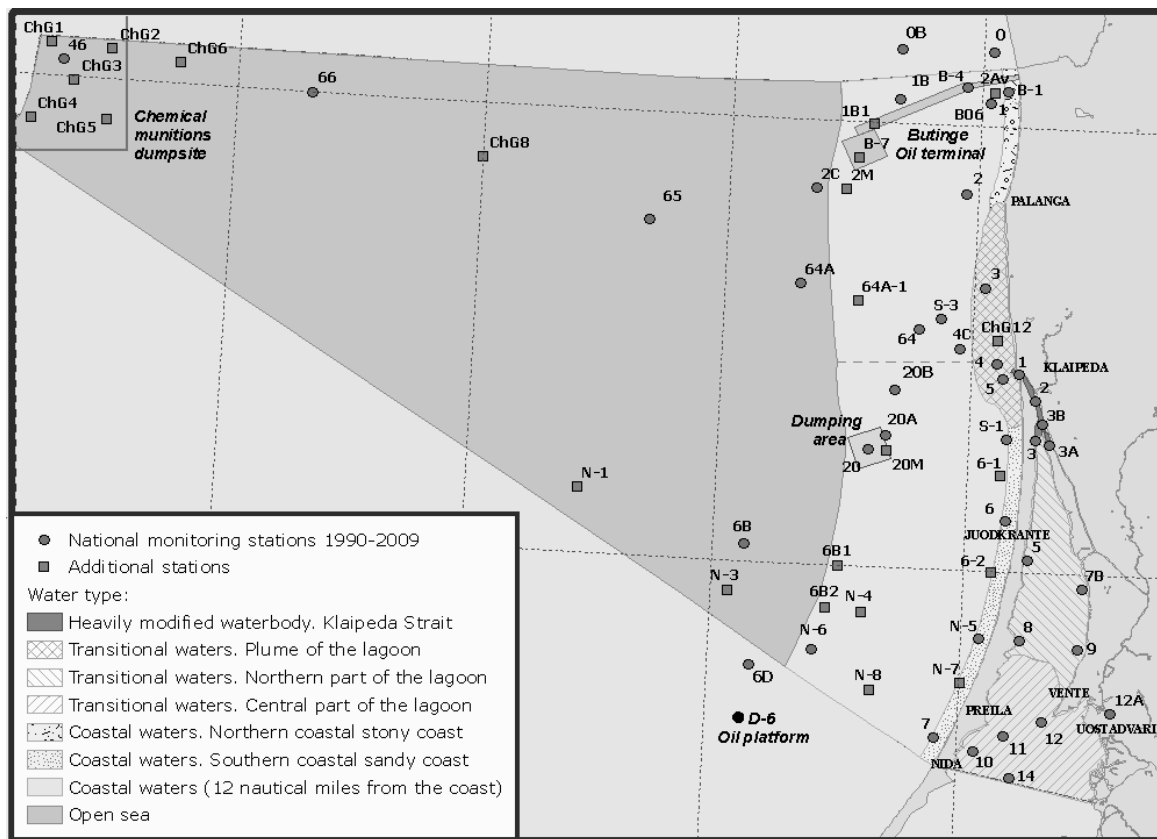 ChG1
46
ChG2
ChG6
ChG3
ChG4
ChG5
Chemical
munitions
dumpsite
66
ChG8
65
0B
0
1B
B-4
2Av
B-1
1B1
B06
1
Butinge
Oil terminal
B-7
2C
2M
2
PALANGA
64A
64A-1
3
S-3
64
4C
ChG12
4
1
KLAIPEDA
5
2
20B
3B
Dumping
area
20A
S-1
3
3A
20
20M
6-1
N-1
6
JUODKRANTE
6B
6B1
6-2
5
7B
N-3
6B2
N-4
N-6
N-5
8
9
6D
N-8
N-7
VENTE
12A
D-6
Oil platform
PREILA
UOSTADVARI
7
11
12
NIDA
10
14
National monitoring stations 1990-2009
Additional stations
Water type:
Heavily modified waterbody. Klaipeda Strait
Transitional waters. Plume of the lagoon
Transitional waters. Northern part of the lagoon
Transitional waters. Central part of the lagoon
Coastal waters. Northern coastal stony coast
Coastal waters. Southern coastal sandy coast
Coastal waters (12 nautical miles from the coast)
Open sea